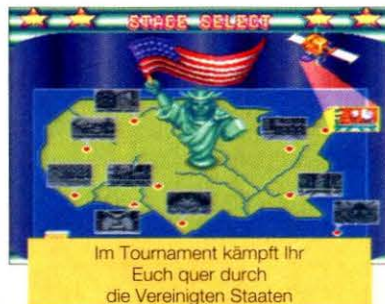 STAGE SELECT
Im Tournament kämpft Ihr
Euch quer durch
die Vereinigten Staaten